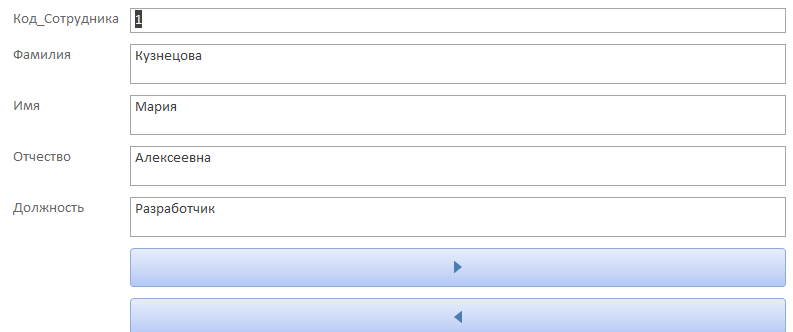 Код_Сотрудника 1
Фамилия Кузнецова
Имя Мария
Отчество Алексеевна
Должность Разработчик